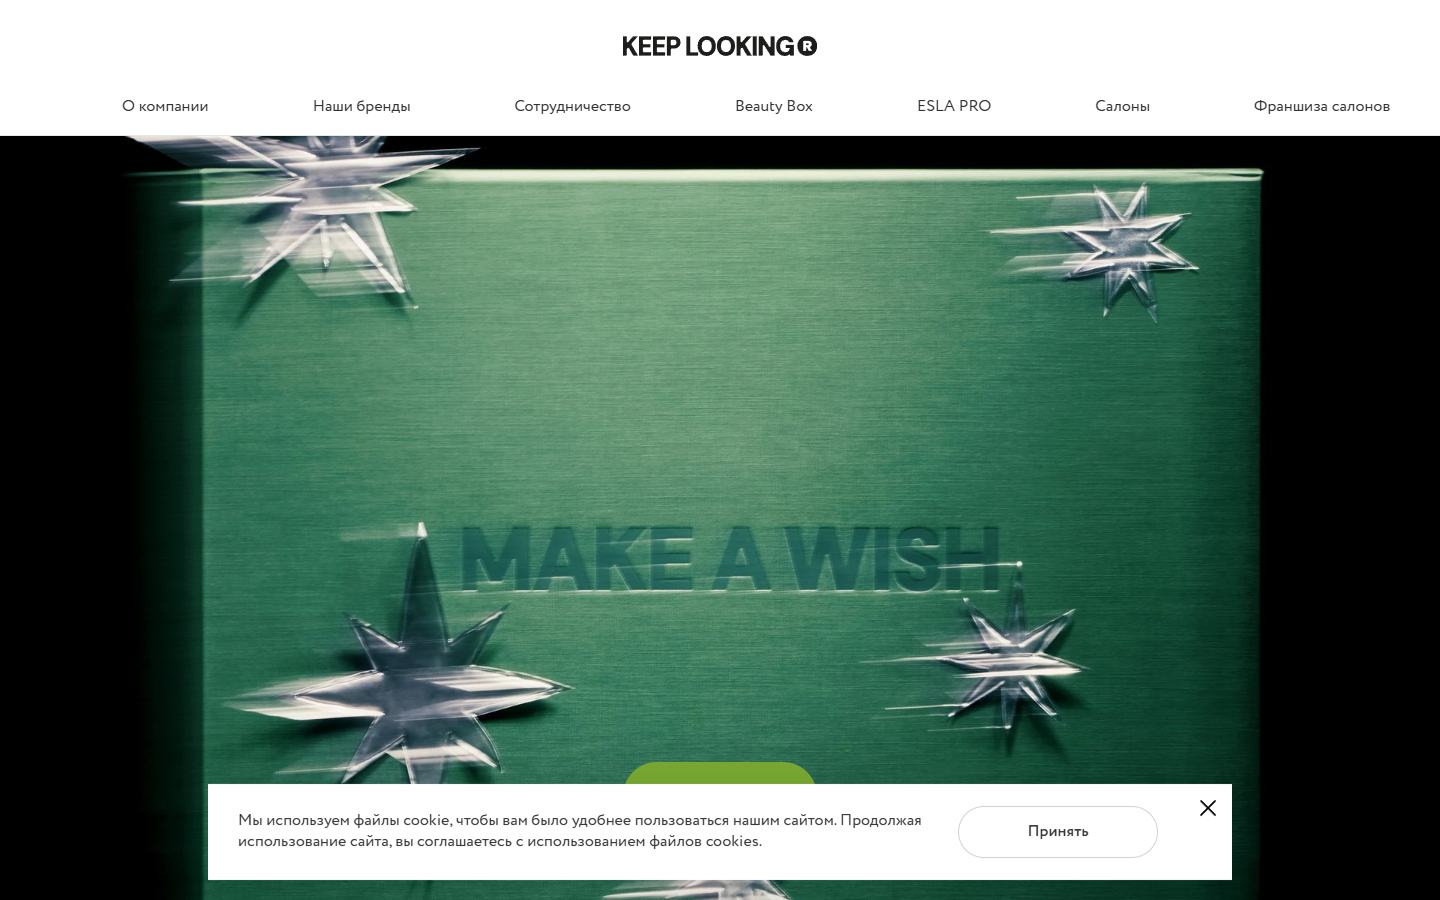 KEEP LOOKING®
О компании
Наши бренды
Сотрудничество
Beauty Box
ESLA PRO
Салоны
Франшиза салонов
MAKE A WISH
Мы используем файлы cookie, чтобы вам было удобнее пользоваться нашим сайтом. Продолжая
использование сайта, вы соглашаетесь с использованием файлов cookies.
Принять